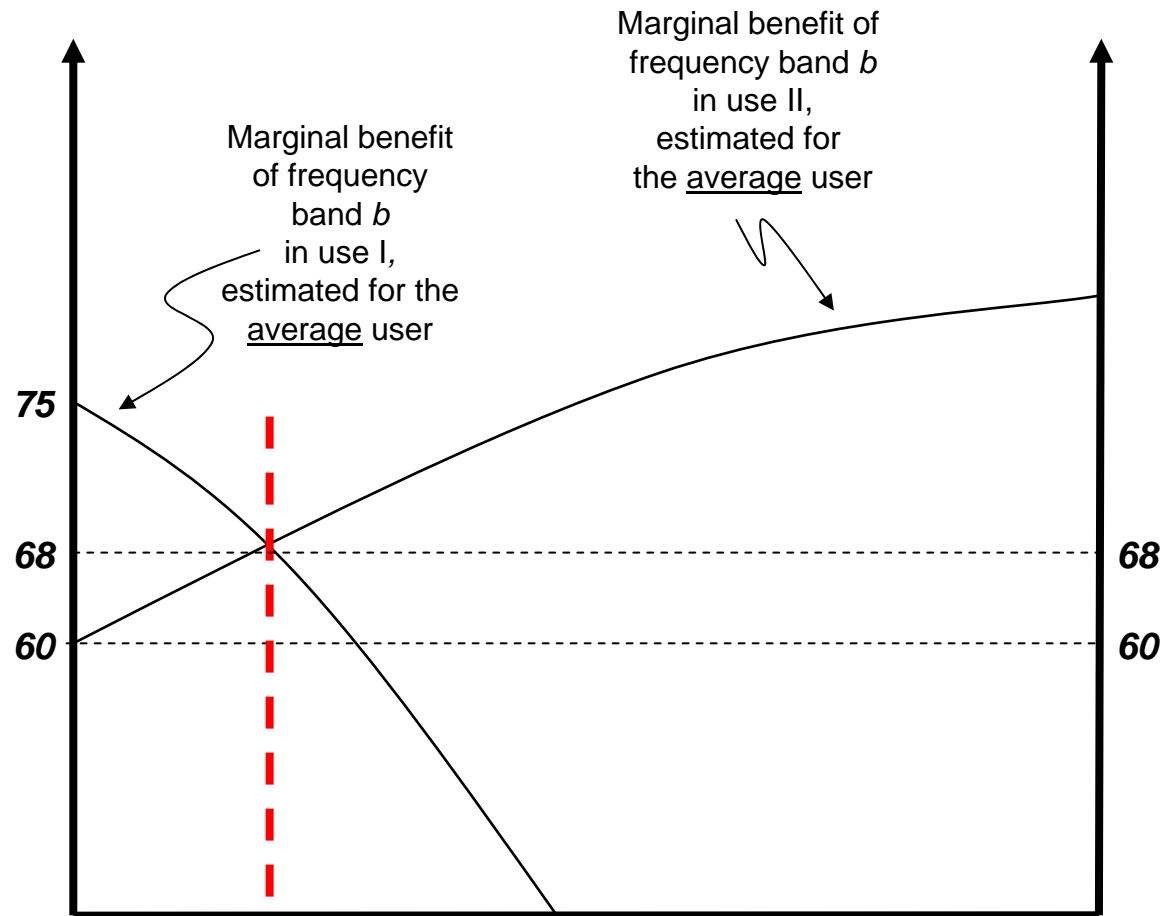 Marginal benefit of
frequency band b
in use II,
estimated for
the average user
Marginal benefit
of frequency
band b
in use I,
estimated for the
average user
75
68
60
68
60